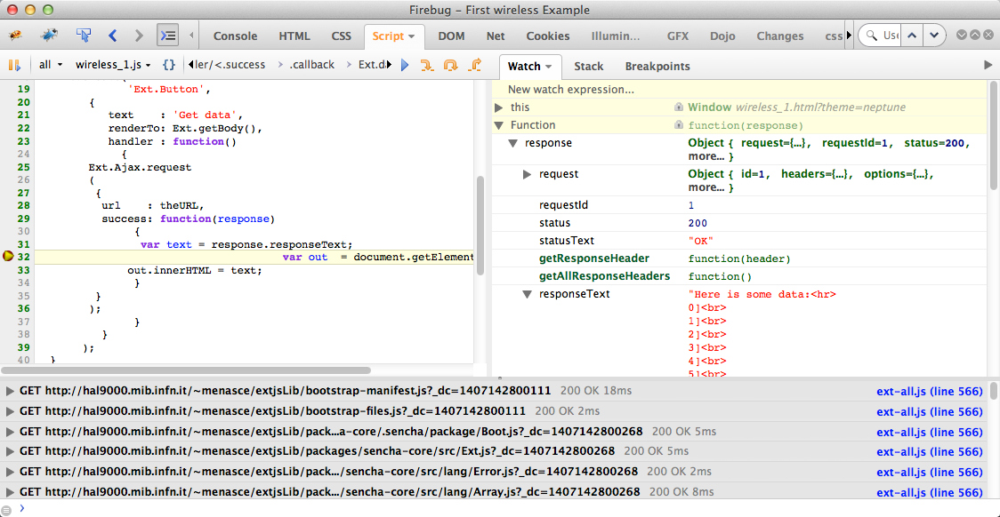 Firebug – First wireless Example
Console HTML CSS Script DOM Net Cookies Illumin... GFX Dojo Changes css
all wireless_1.js {} ler/<.success > .callback > Ext.d
Watch Stack Breakpoints
19 'Ext.Button',
20 {
21 text : 'Get data',
22 renderTo: Ext.getBody(),
23 handler : function()
24 {
25 Ext.Ajax.request
26 (
27 {
28 url : theURL,
29 success: function(response)
30 {
31 var text = response.responseText;
32 var out = document.getElement
33 out.innerHTML = text;
34 }
35 }
36 );
37 }
38 }
39 );
40 }
New watch expression...
this Window wireless_1.html?theme=neptune
Function function(response)
response Object { request={...}, requestId=1, status=200,
more... }
request Object { id=1, headers={...}, options={...},
more... }
requestId 1
status 200
statusText "OK"
getResponseHeader function(header)
getAllResponseHeaders function()
responseText "Here is some data:<hr>
0]<br>
1]<br>
2]<br>
3]<br>
4]<br>
5]<br>
GET http://hal9000.mib.infn.it/~menasce/extjsLib/bootstrap-manifest.js?_dc=1407142800111 200 OK 18ms ext-all.js (line 566)
GET http://hal9000.mib.infn.it/~menasce/extjsLib/bootstrap-files.js?_dc=1407142800111 200 OK 2ms ext-all.js (line 566)
GET http://hal9000.mib.infn.it/~menasce/extjsLib/pack...a-core/.sencha/package/Boot.js?_dc=1407142800268 200 OK 5ms ext-all.js (line 566)
GET http://hal9000.mib.infn.it/~menasce/extjsLib/packages/sencha-core/src/Ext.js?_dc=1407142800268 200 OK 5ms ext-all.js (line 566)
GET http://hal9000.mib.infn.it/~menasce/extjsLib/pack.../sencha-core/src/lang/Error.js?_dc=1407142800268 200 OK 2ms ext-all.js (line 566)
GET http://hal9000.mib.infn.it/~menasce/extjsLib/pack.../sencha-core/src/lang/Array.js?_dc=1407142800268 200 OK 8ms ext-all.js (line 566)